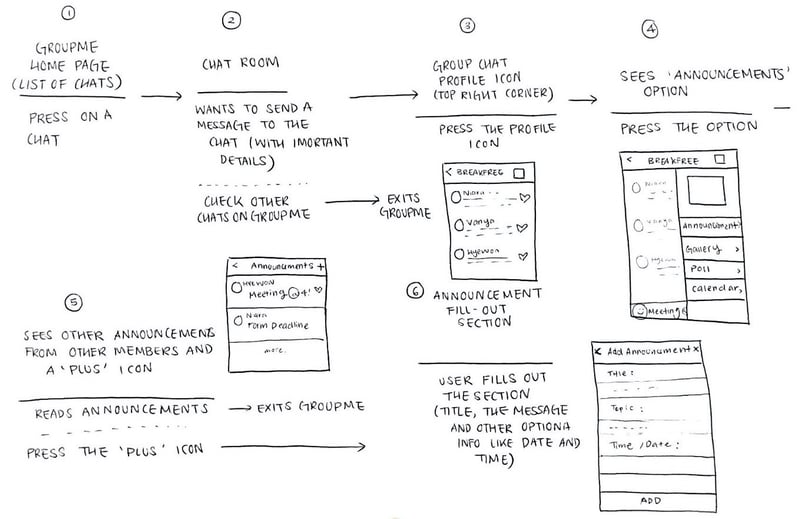 1
GROUPME
HOME PAGE
(LIST OF CHATS)
PRESS ON A
CHAT
2
CHAT ROOM
WANTS TO SEND A
MESSAGE TO THE
CHAT (WITH IMORTANT
DETAILS)
CHECK OTHER
CHATS ON GROUPME
EXITS
GROUPME
3
GROUP CHAT
PROFILE ICON
(TOP RIGHT CORNER)
PRESS THE PROFILE
ICON
< BREAKFREE
Niara
Vanya
Hyewon
4
SEES 'ANNOUNCEMENTS'
OPTION
PRESS THE OPTION
< BREAKFREE
Niara
Vanya
Hyewon
Meeting
Announcement >
Gallery >
Poll >
Calendar >
5
SEES OTHER ANNOUNCEMENTS
FROM OTHER MEMBERS AND
A 'PLUS' ICON
READS ANNOUNCEMENTS
EXITS GROUPME
PRESS THE 'PLUS' ICON
< Announcements +
HYEWON
Meeting @4!
Niara
Form Deadline
more.
6
ANNOUNCEMENT
FILL-OUT
SECTION
USER FILLS OUT
THE SECTION
(TITLE, THE MESSAGE
AND OTHER OPTIONA
INFO LIKE DATE AND
TIME)
< Add Announcment X
Title :
Topic :
Time /Date :
ADD